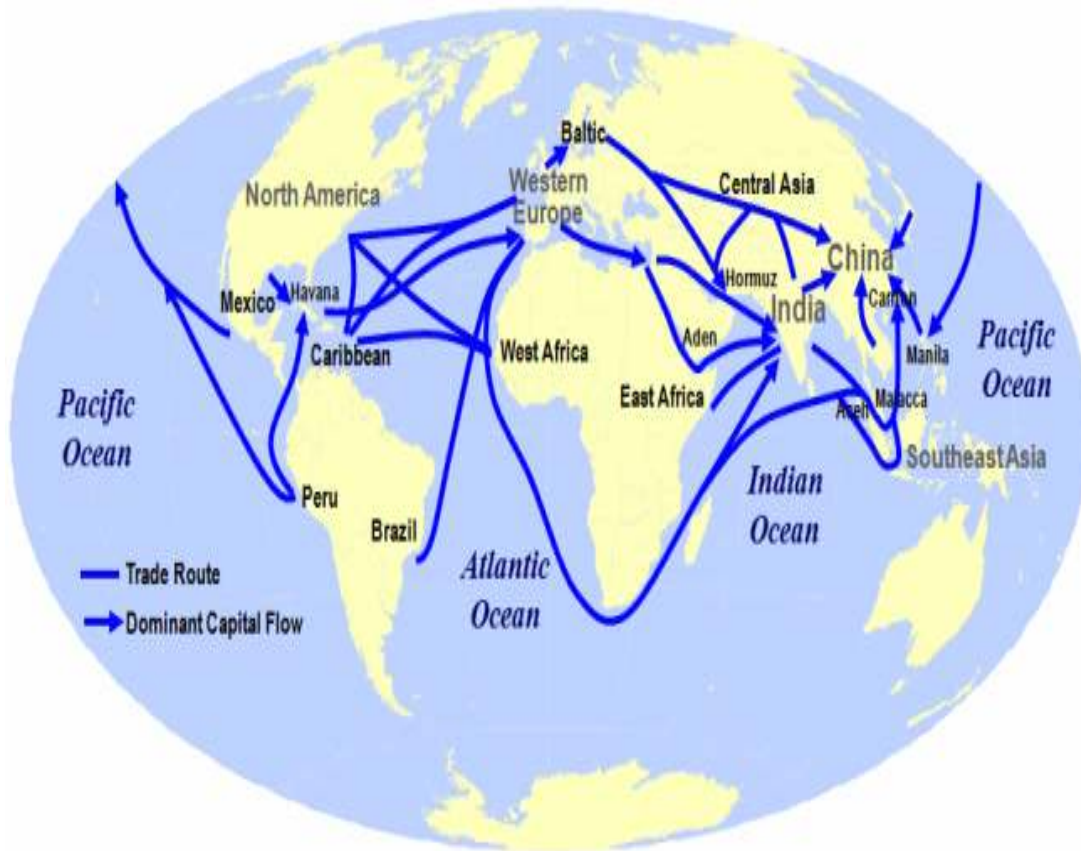 Baltic
North America
Western
Europe
Central Asia
China
Hormuz
India
Mexico
Havana
Canton
Caribbean
West Africa
Aden
Manila
Pacific
Ocean
East Africa
Malacca
Aceh
Pacific
Ocean
Southeast Asia
Peru
Indian
Ocean
Brazil
Atlantic
Ocean
Trade Route
Dominant Capital Flow